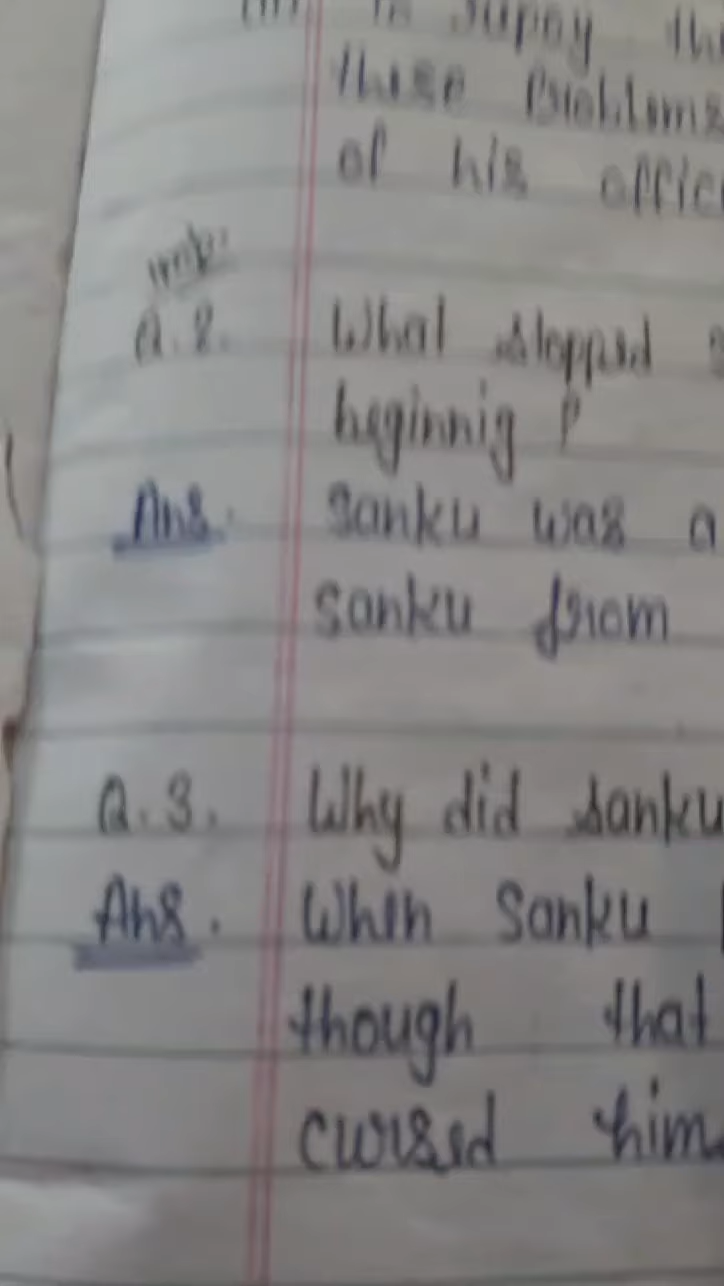 these Problems
of his offic
imp.
Q.2. What stopped
beginnig ?
Ans. Sanku was a
Sanku from
Q.3. Why did Sanku
Ans. When Sanku
though that
cursed him